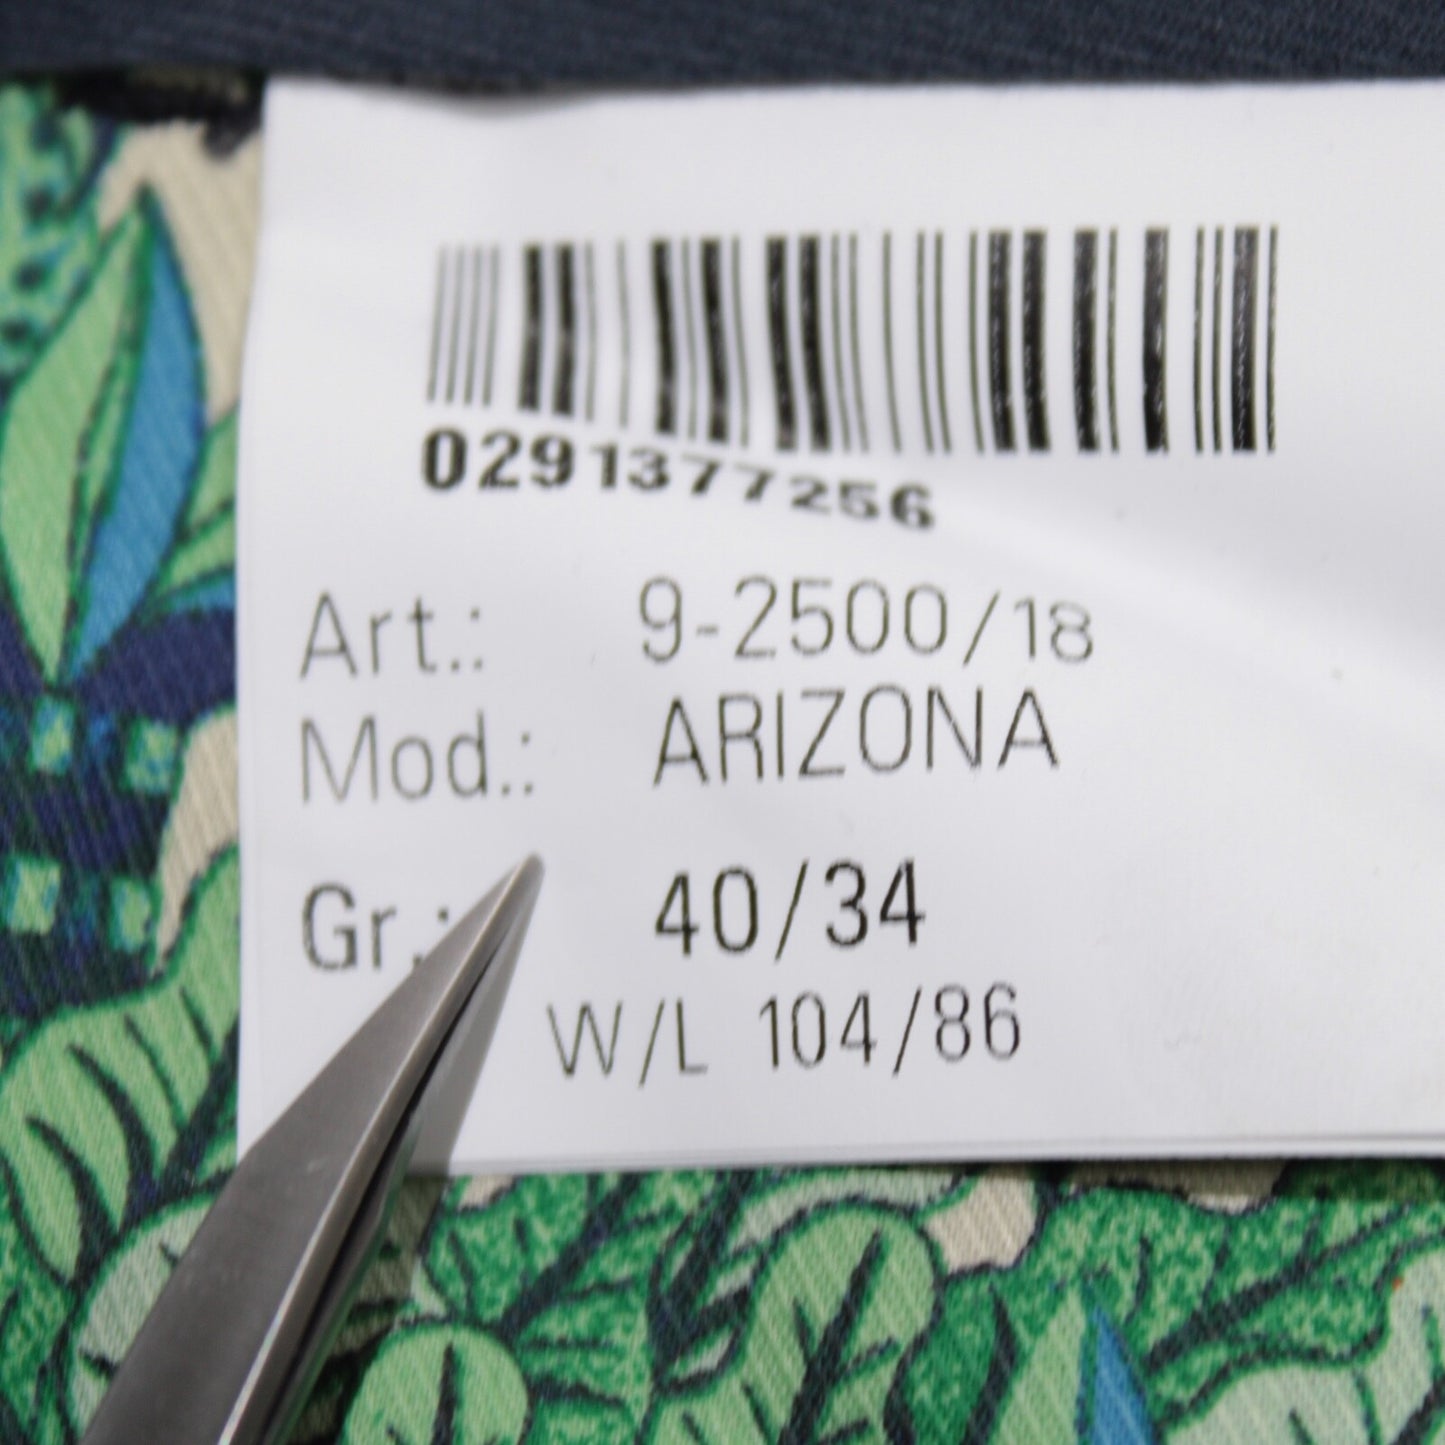 0291377256
Art.: 9-2500/18
Mod.: ARIZONA
Gr.: 40/34
W/L 104/86